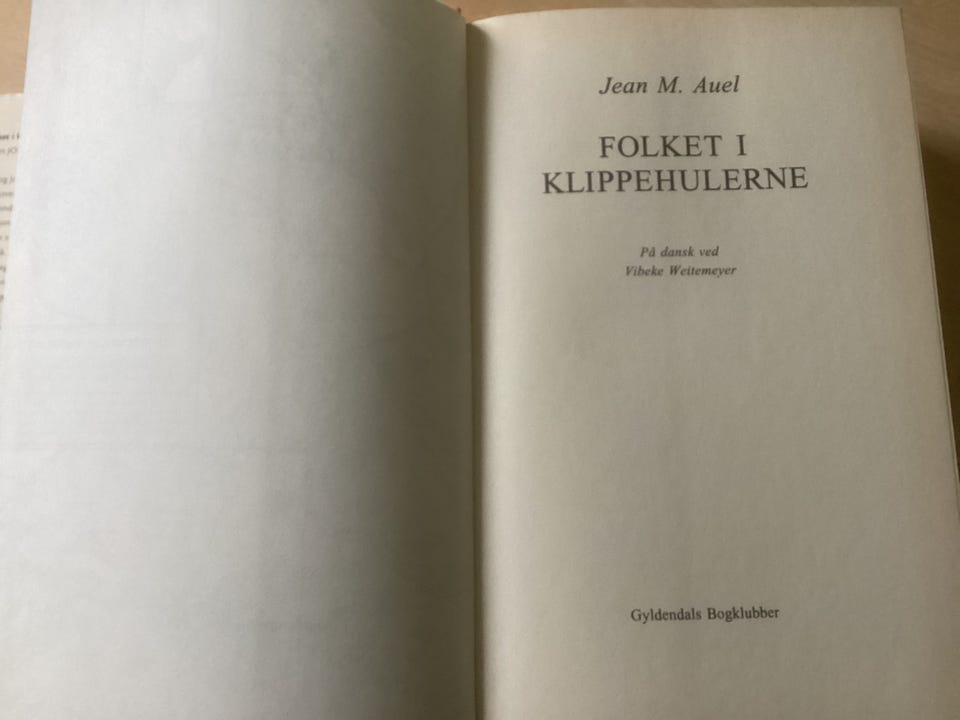 Jean M. Auel
FOLKET I
KLIPPEHULERNE
På dansk ved
Vibeke Weitemeyer
Gyldendals Bogklubber